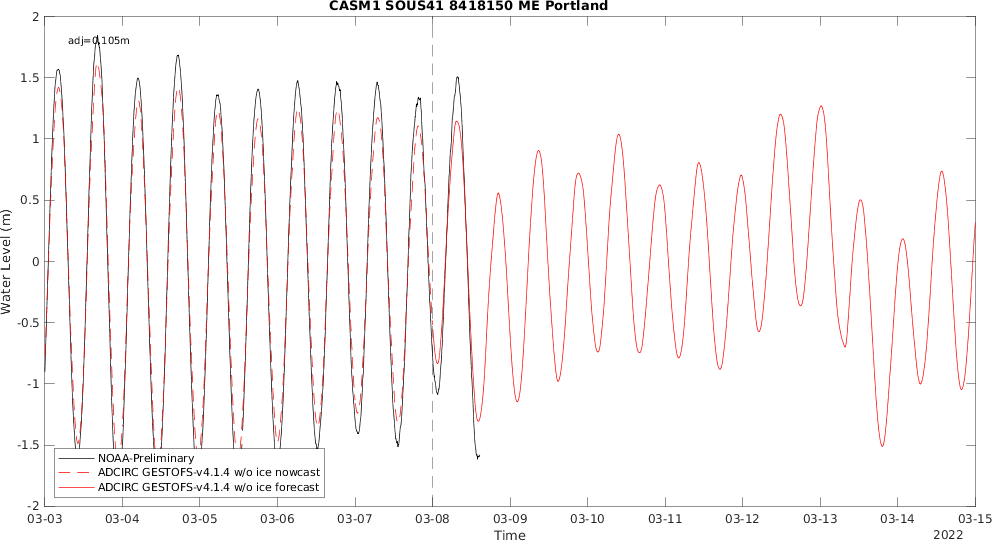 CASM1 SOUS41 8418150 ME Portland
adj=0.105m
2
1.5
1
0.5
0
-0.5
-1
-1.5
-2
Water Level (m)
NOAA-Preliminary
ADCIRC GESTOFS-v4.1.4 w/o ice nowcast
ADCIRC GESTOFS-v4.1.4 w/o ice forecast
03-03 03-04 03-05 03-06 03-07 03-08 03-09 03-10 03-11 03-12 03-13 03-14 03-15
Time
2022